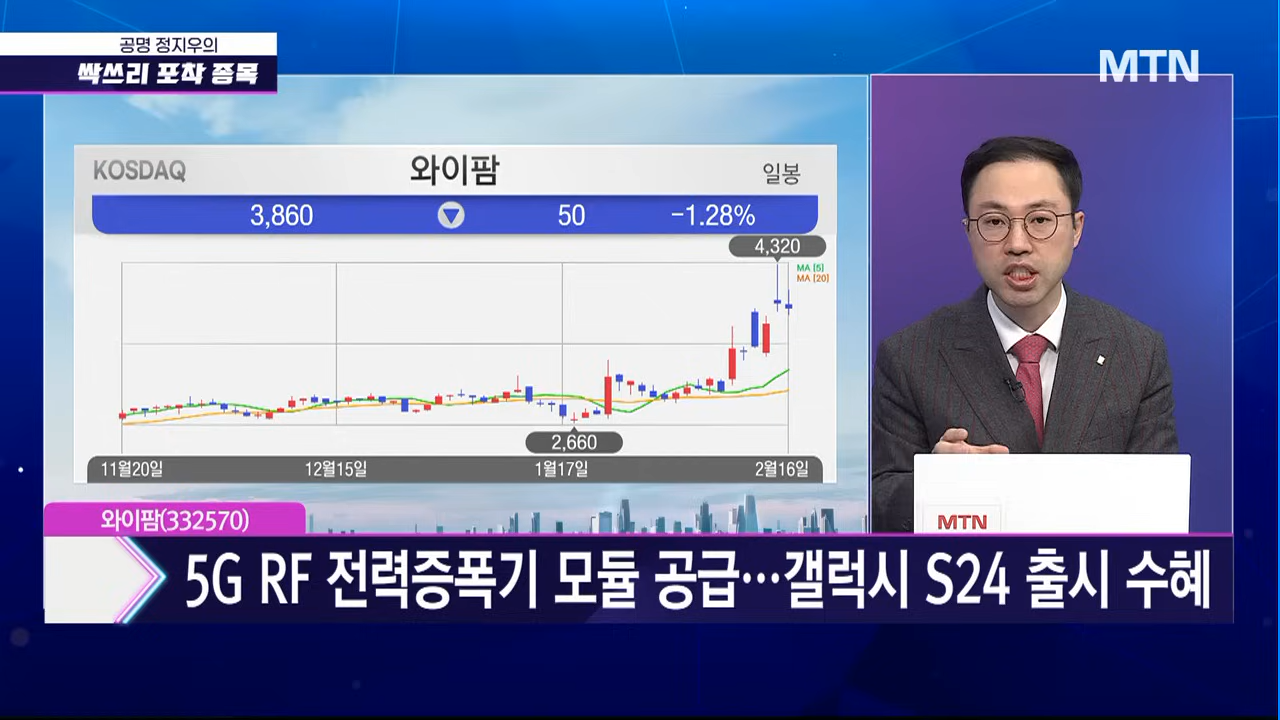 공명 정지우의
싹쓰리 포착 종목
MTN
KOSDAQ
와이팜
일봉
3,860 ▼ 50 -1.28%
4,320
MA [5]
MA [20]
2,660
11월20일 12월15일 1월17일 2월16일
와이팜(332570)
MTN
5G RF 전력증폭기 모듈 공급…갤럭시 S24 출시 수혜